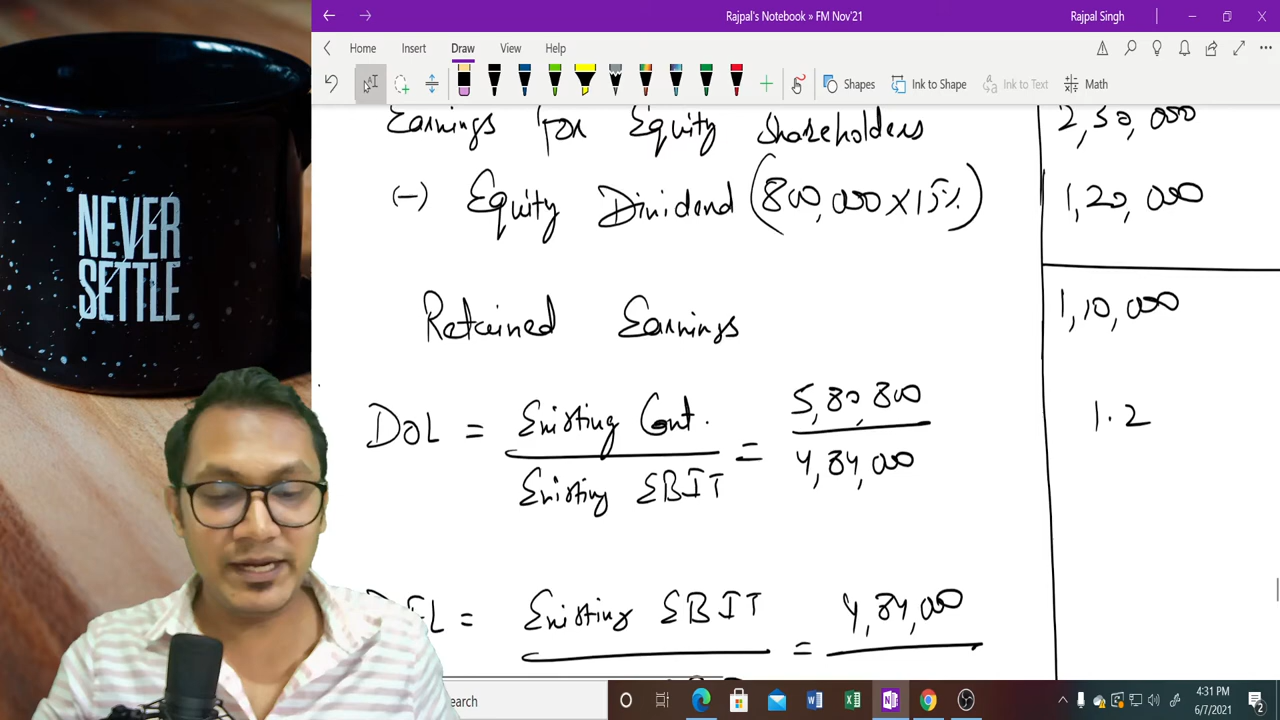 Rajpal's Notebook » FM Nov'21
Rajpal Singh
Home Insert Draw View Help
Shapes Ink to Shape Ink to Text Math
Earnings for Equity Shareholders 2,30,000
(-) Equity Dividend (800,000 x 15%) 1,20,000
Retained Earnings 1,10,000
DOL = Existing Cont. = 5,80,800 1.2
Existing EBIT 4,84,000
= Existing EBIT = 4,84,000
NEVER
SETTLE
4:31 PM
6/7/2021